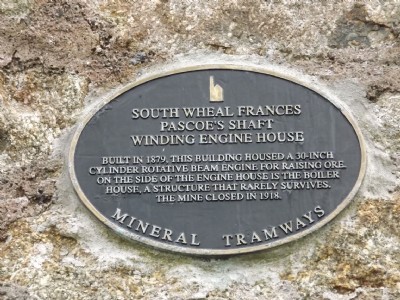 SOUTH WHEAL FRANCES
PASCOE'S SHAFT
WINDING ENGINE HOUSE
BUILT IN 1879, THIS BUILDING HOUSED A 30-INCH
CYLINDER ROTATIVE BEAM ENGINE FOR RAISING ORE.
ON THE SIDE OF THE ENGINE HOUSE IS THE BOILER
HOUSE, A STRUCTURE THAT RARELY SURVIVES.
THE MINE CLOSED IN 1918.
MINERAL TRAMWAYS